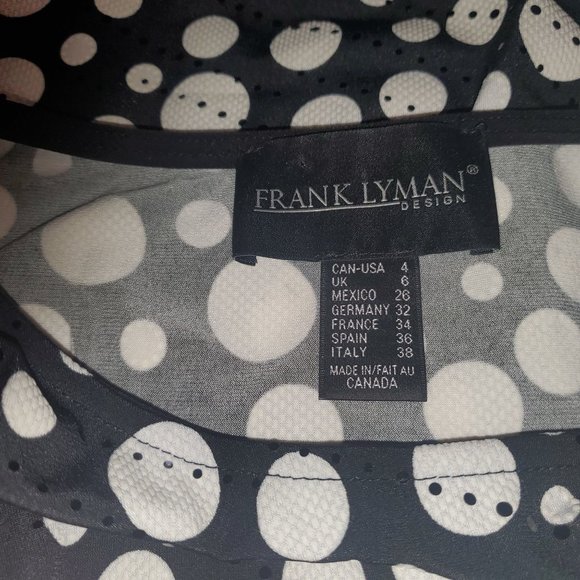 FRANK LYMAN®
DESIGN
CAN-USA 4
UK 6
MEXICO 26
GERMANY 32
FRANCE 34
SPAIN 36
ITALY 38
MADE IN/FAIT AU
CANADA